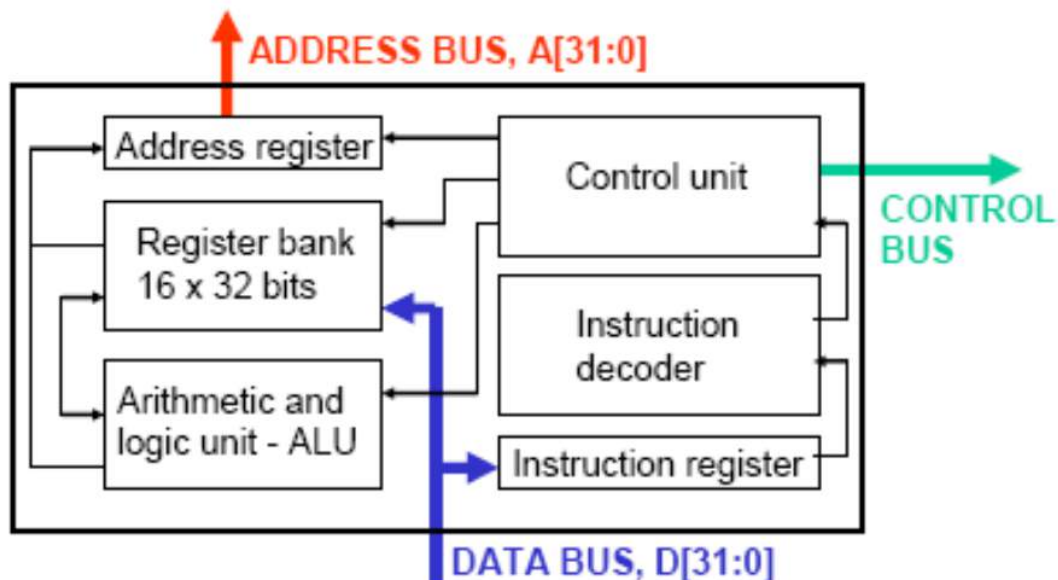 ADDRESS BUS, A[31:0]
Address register
Control unit
CONTROL
BUS
Register bank
16 x 32 bits
Instruction
decoder
Arithmetic and
logic unit - ALU
Instruction register
DATA BUS, D[31:0]